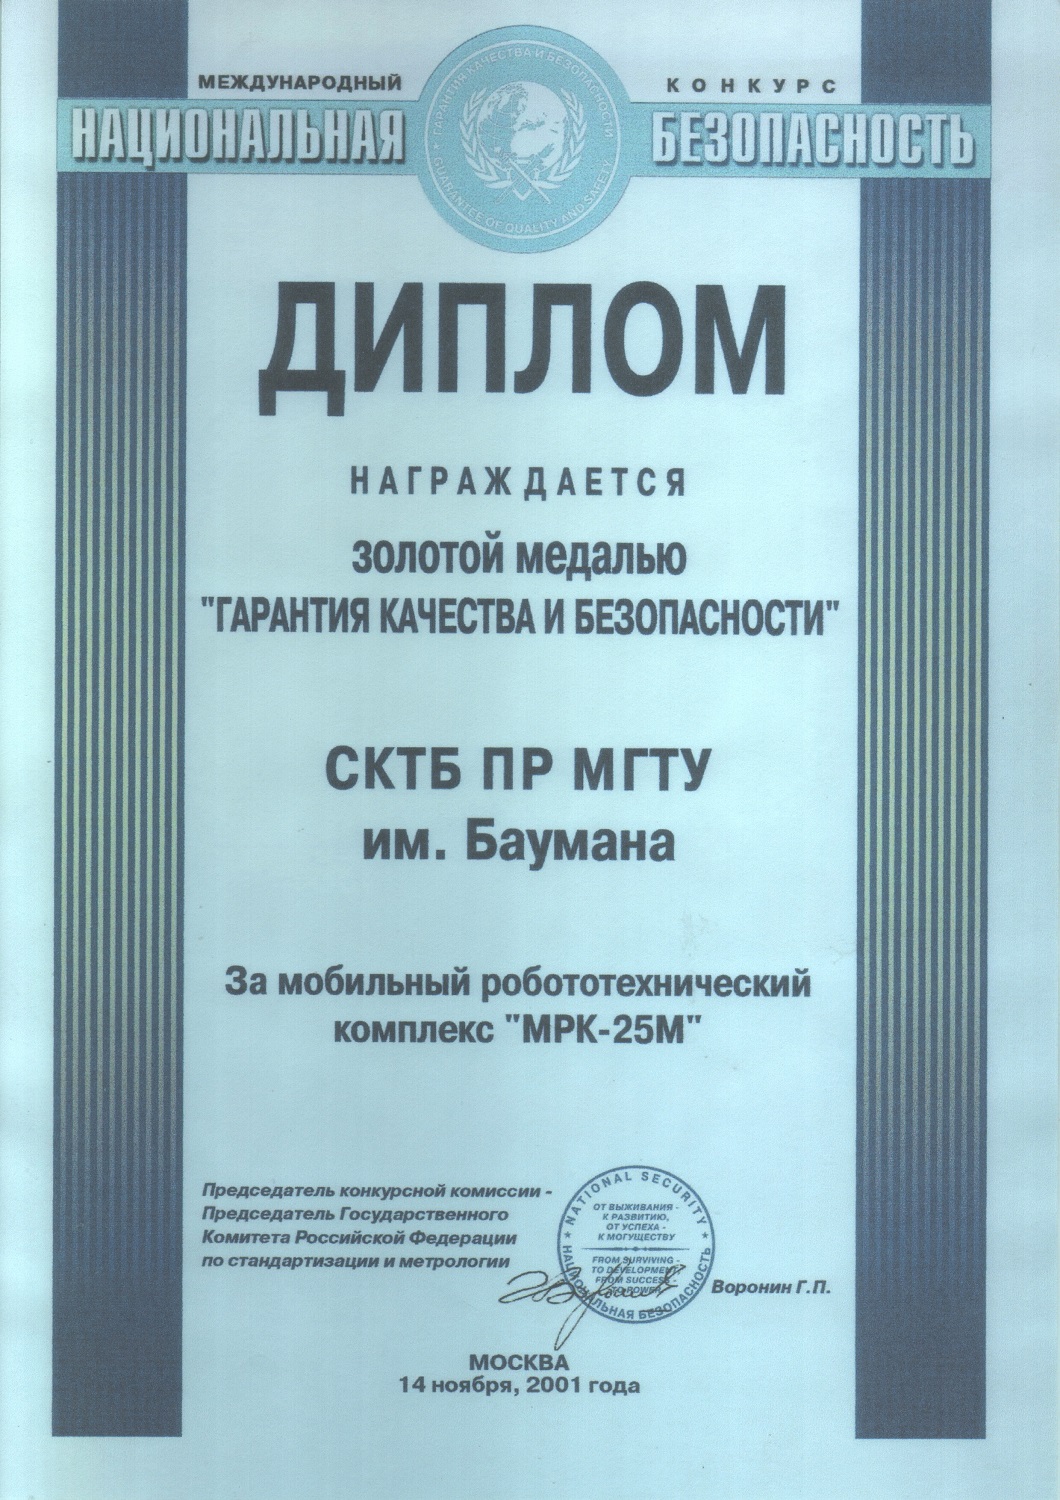 МЕЖДУНАРОДНЫЙ КОНКУРС
НАЦИОНАЛЬНАЯ БЕЗОПАСНОСТЬ
ГАРАНТИЯ КАЧЕСТВА И БЕЗОПАСНОСТИ
GUARANTEE OF QUALITY AND SAFETY
ДИПЛОМ
НАГРАЖДАЕТСЯ
золотой медалью
"ГАРАНТИЯ КАЧЕСТВА И БЕЗОПАСНОСТИ"
СКТБ ПР МГТУ
им. Баумана
За мобильный робототехнический
комплекс "МРК-25М"
Председатель конкурсной комиссии -
Председатель Государственного
Комитета Российской Федерации
по стандартизации и метрологии
NATIONAL SECURITY
ОТ ВЫЖИВАНИЯ -
К РАЗВИТИЮ,
ОТ УСПЕХА -
К МОГУЩЕСТВУ
FROM SURVIVING -
TO DEVELOPMENT,
FROM SUCCESS -
TO POWER
НАЦИОНАЛЬНАЯ БЕЗОПАСНОСТЬ
Воронин Г.П.
МОСКВА
14 ноября, 2001 года